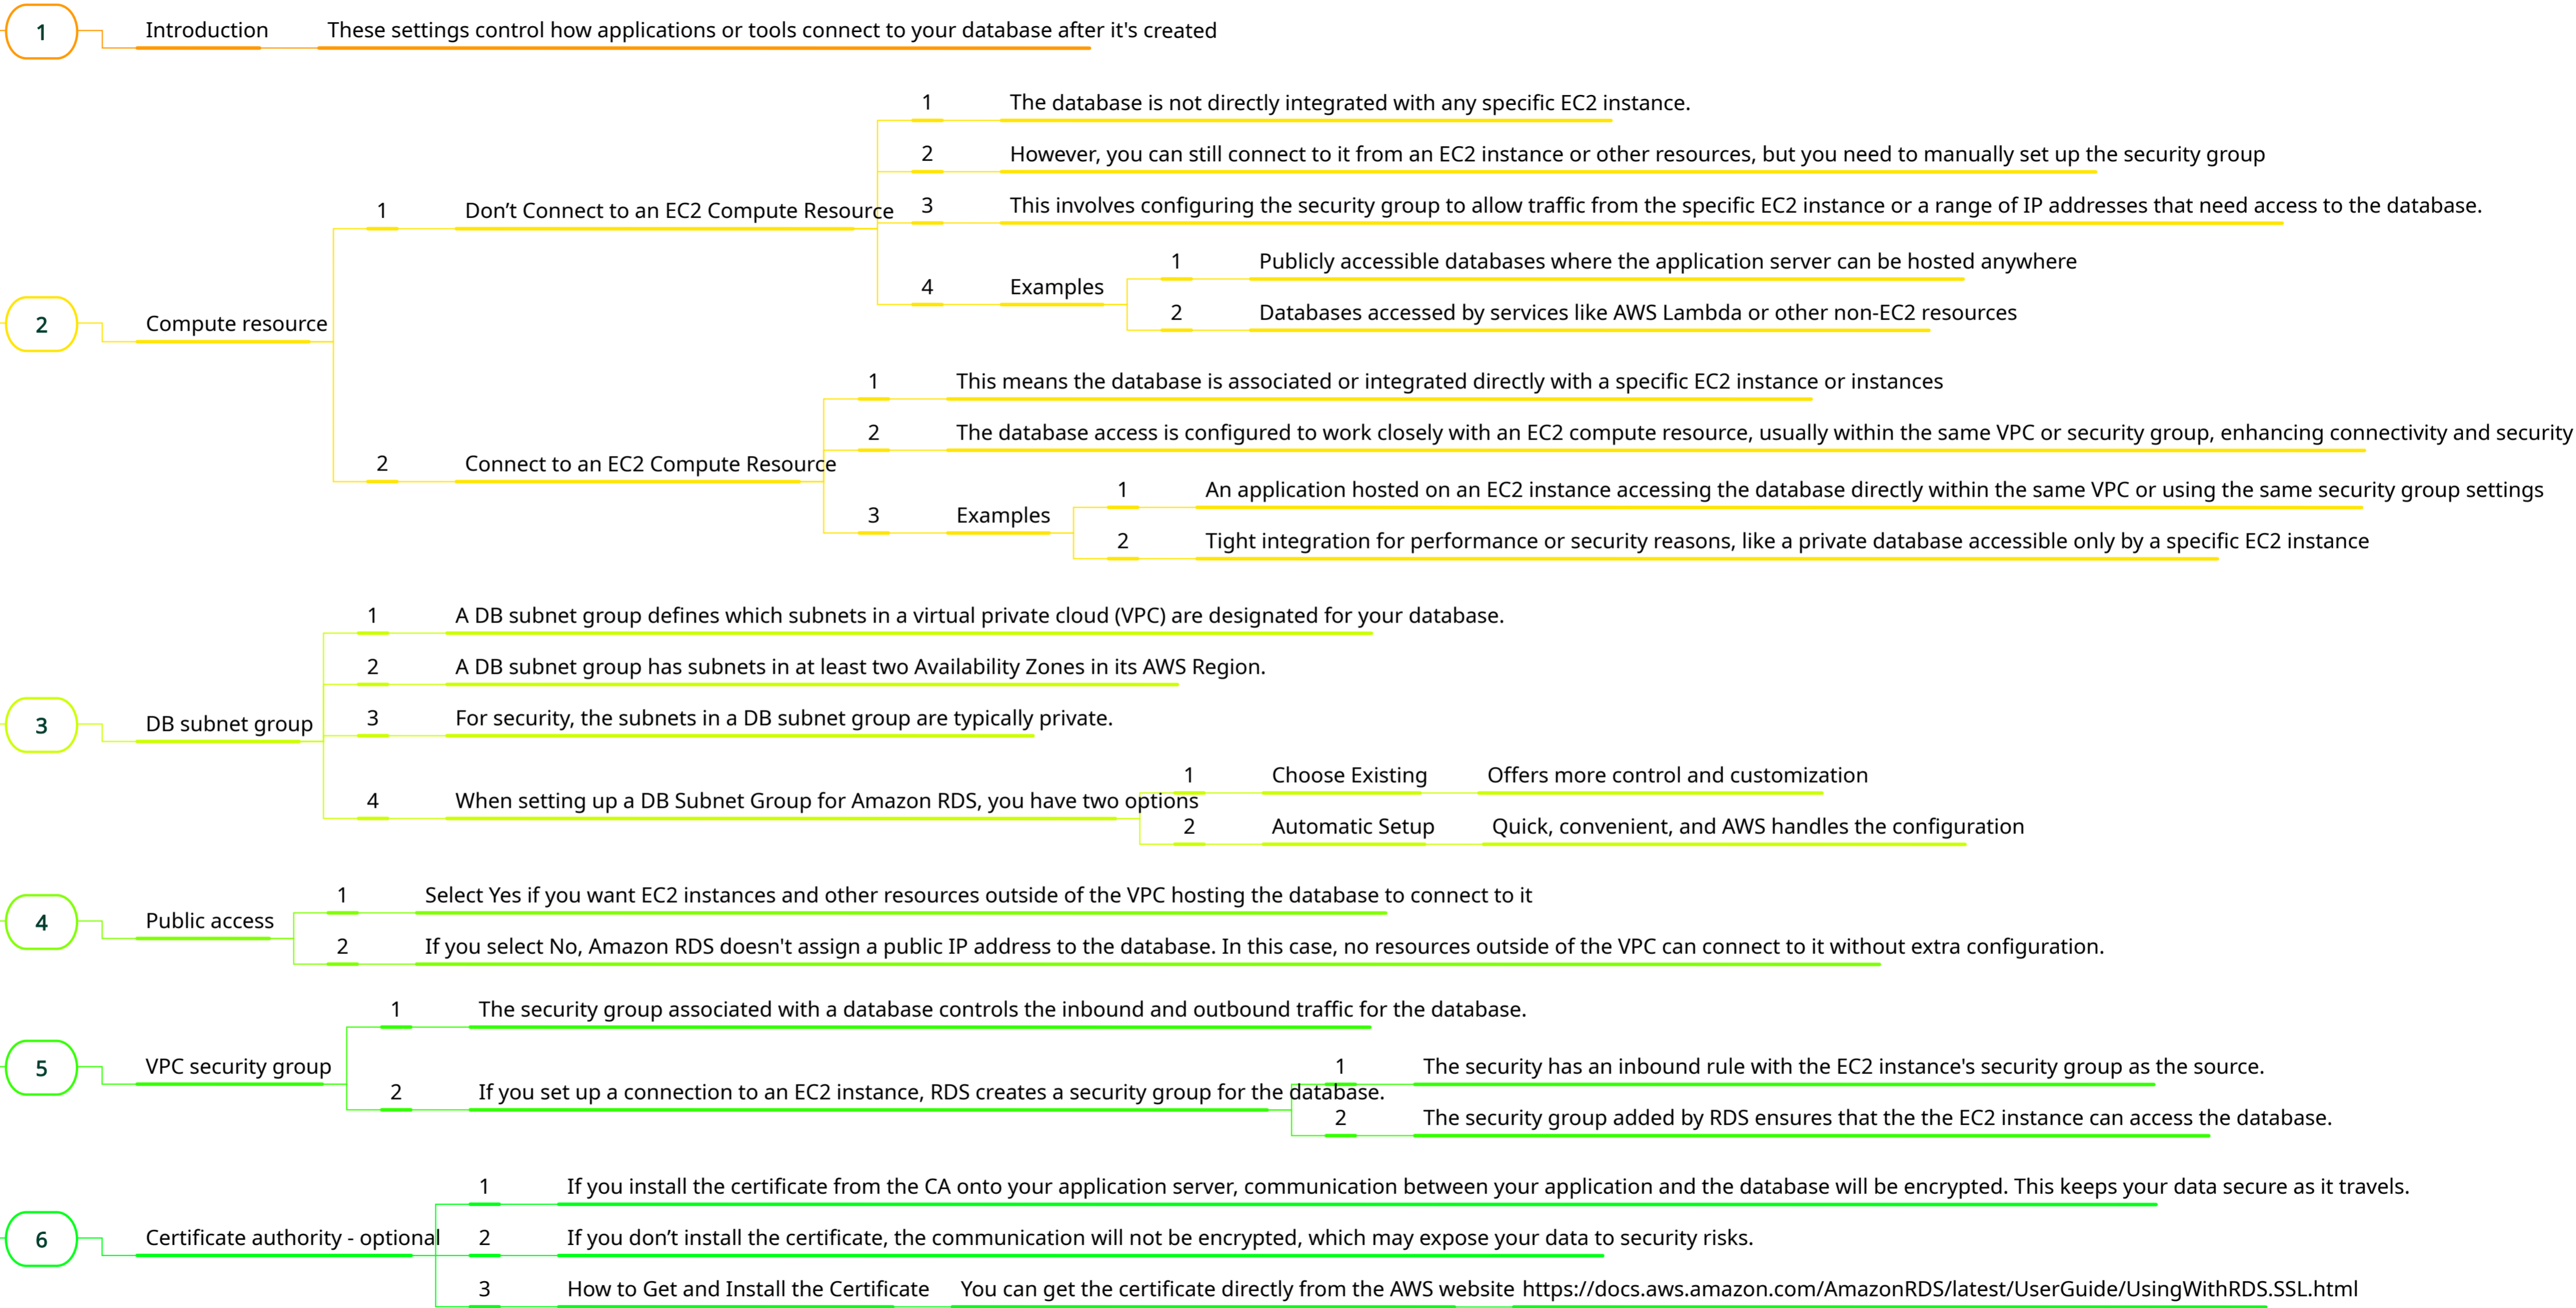 1 Introduction These settings control how applications or tools connect to your database after it's created
2 Compute resource
1 Don’t Connect to an EC2 Compute Resource
1 The database is not directly integrated with any specific EC2 instance.
2 However, you can still connect to it from an EC2 instance or other resources, but you need to manually set up the security group
3 This involves configuring the security group to allow traffic from the specific EC2 instance or a range of IP addresses that need access to the database.
4 Examples
1 Publicly accessible databases where the application server can be hosted anywhere
2 Databases accessed by services like AWS Lambda or other non-EC2 resources
2 Connect to an EC2 Compute Resource
1 This means the database is associated or integrated directly with a specific EC2 instance or instances
2 The database access is configured to work closely with an EC2 compute resource, usually within the same VPC or security group, enhancing connectivity and security
3 Examples
1 An application hosted on an EC2 instance accessing the database directly within the same VPC or using the same security group settings
2 Tight integration for performance or security reasons, like a private database accessible only by a specific EC2 instance
3 DB subnet group
1 A DB subnet group defines which subnets in a virtual private cloud (VPC) are designated for your database.
2 A DB subnet group has subnets in at least two Availability Zones in its AWS Region.
3 For security, the subnets in a DB subnet group are typically private.
4 When setting up a DB Subnet Group for Amazon RDS, you have two options
1 Choose Existing Offers more control and customization
2 Automatic Setup Quick, convenient, and AWS handles the configuration
4 Public access
1 Select Yes if you want EC2 instances and other resources outside of the VPC hosting the database to connect to it
2 If you select No, Amazon RDS doesn't assign a public IP address to the database. In this case, no resources outside of the VPC can connect to it without extra configuration.
5 VPC security group
1 The security group associated with a database controls the inbound and outbound traffic for the database.
2 If you set up a connection to an EC2 instance, RDS creates a security group for the database.
1 The security has an inbound rule with the EC2 instance's security group as the source.
2 The security group added by RDS ensures that the the EC2 instance can access the database.
6 Certificate authority - optional
1 If you install the certificate from the CA onto your application server, communication between your application and the database will be encrypted. This keeps your data secure as it travels.
2 If you don’t install the certificate, the communication will not be encrypted, which may expose your data to security risks.
3 How to Get and Install the Certificate You can get the certificate directly from the AWS website https://docs.aws.amazon.com/AmazonRDS/latest/UserGuide/UsingWithRDS.SSL.html